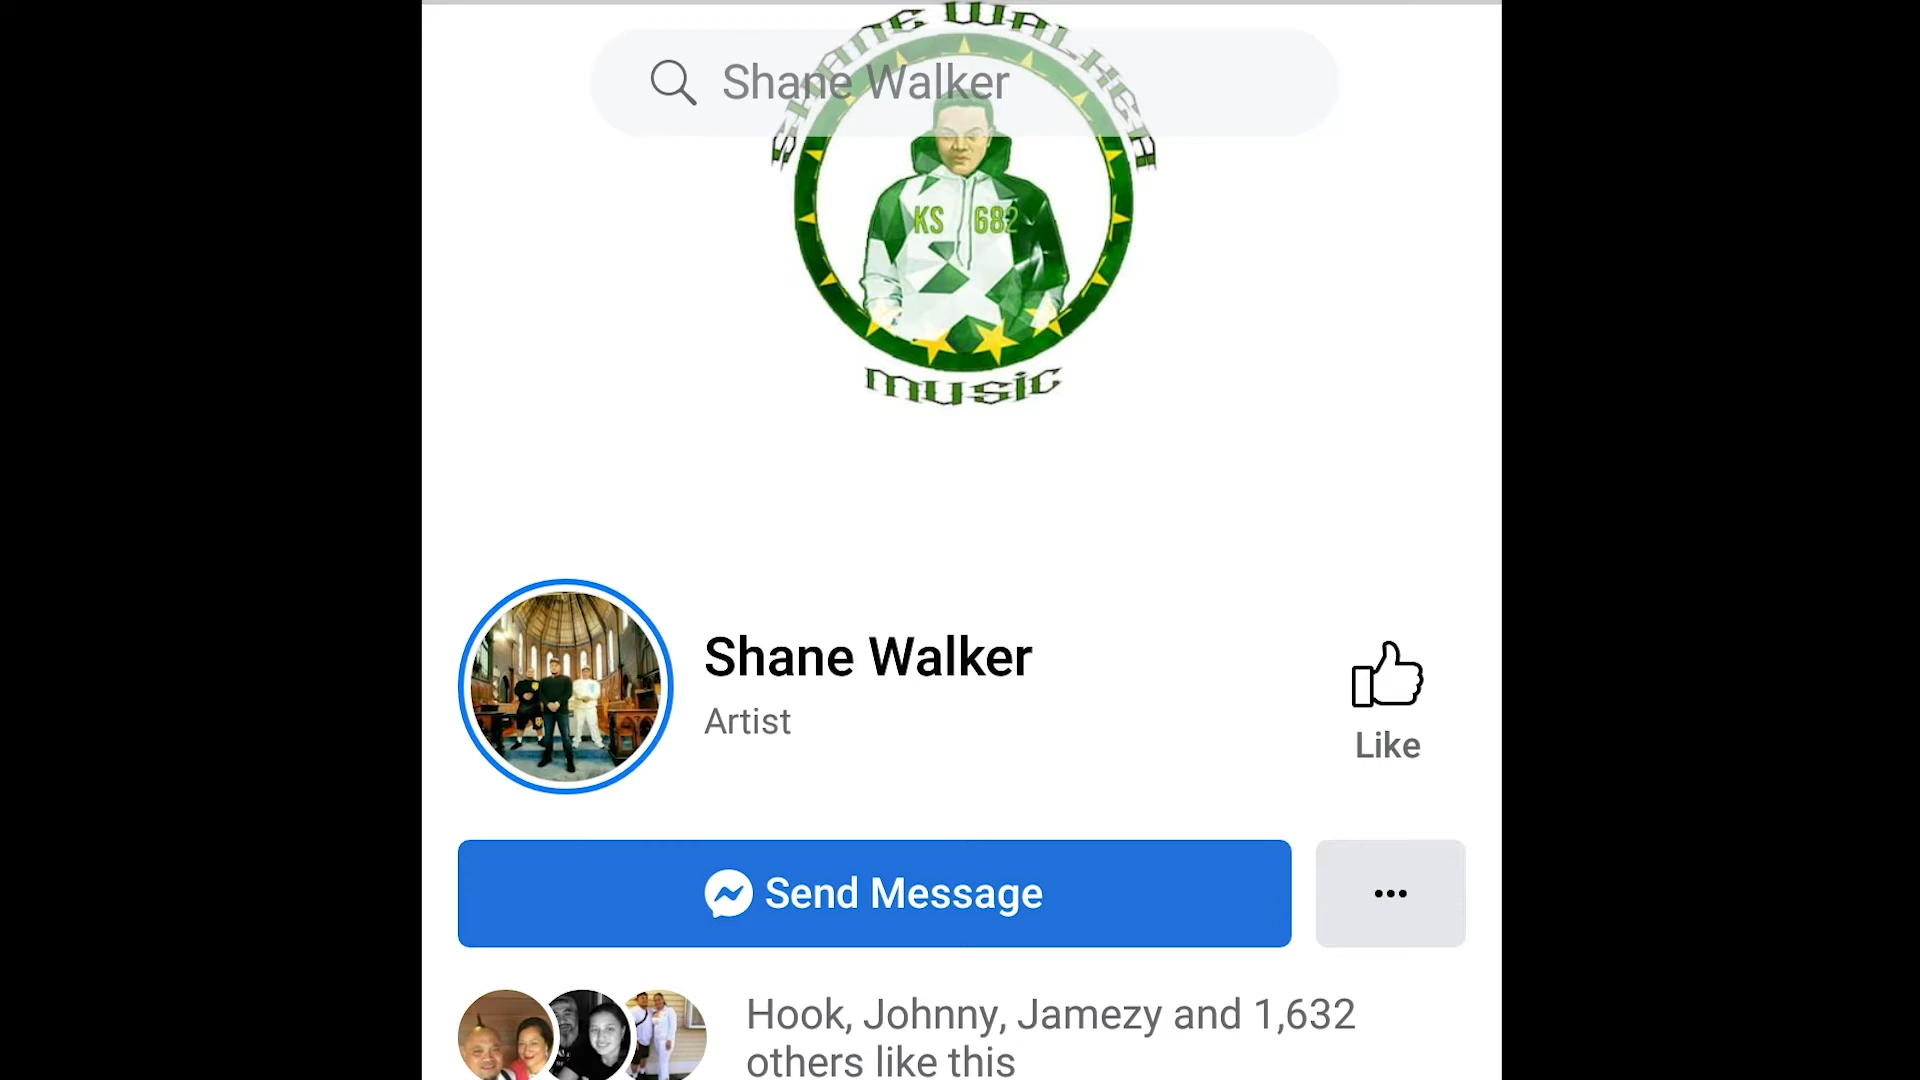 SHANE WALKER
Shane Walker
KS 682
MUSIC
Shane Walker
Artist
Like
Send Message
Hook, Johnny, Jamezy and 1,632
others like this